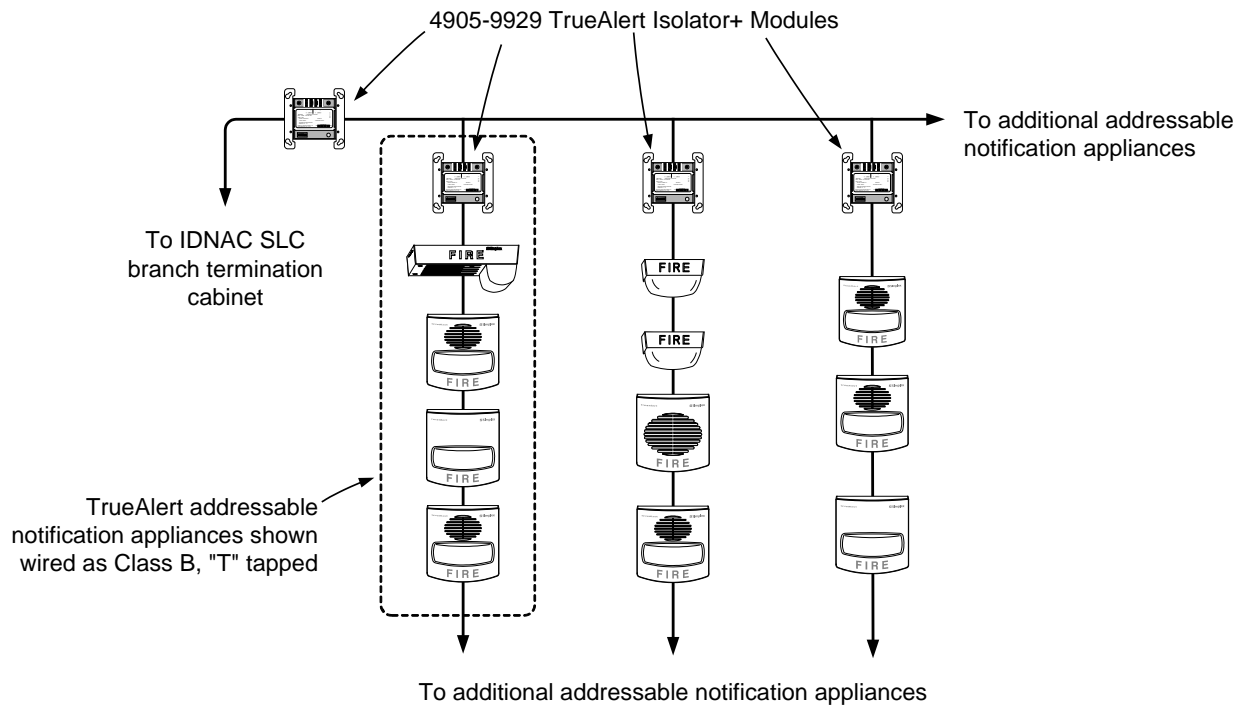 4905-9929 TrueAlert Isolator+ Modules
To additional addressable
notification appliances
To IDNAC SLC
branch termination
cabinet
FIRE
FIRE
FIRE
FIRE
FIRE
FIRE
FIRE
FIRE
FIRE
FIRE
FIRE
TrueAlert addressable
notification appliances shown
wired as Class B, "T" tapped
To additional addressable notification appliances